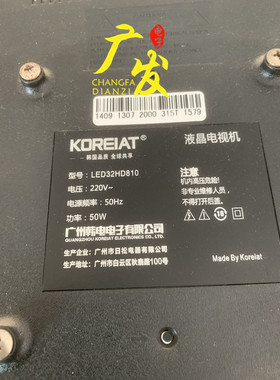 广发
CHANGFA
DIANZI
1409 1307 2000 3151 1579
KOREIAT®
韩国品质 全球共享
液晶电视机
型号：LED32HD810
电压：220V~
电源频率：50Hz
功率：50W
注意
机内高压危险！
非专业维修人员，
不得打开后盖。
广州韩电电子有限公司
GUANGZHOU KOREIAT ELECTRONICS CO., LTD.
生产企业：广州市日松电器有限公司
生产地址：广州市白云区秋鹿路100号
Made By Koreiat